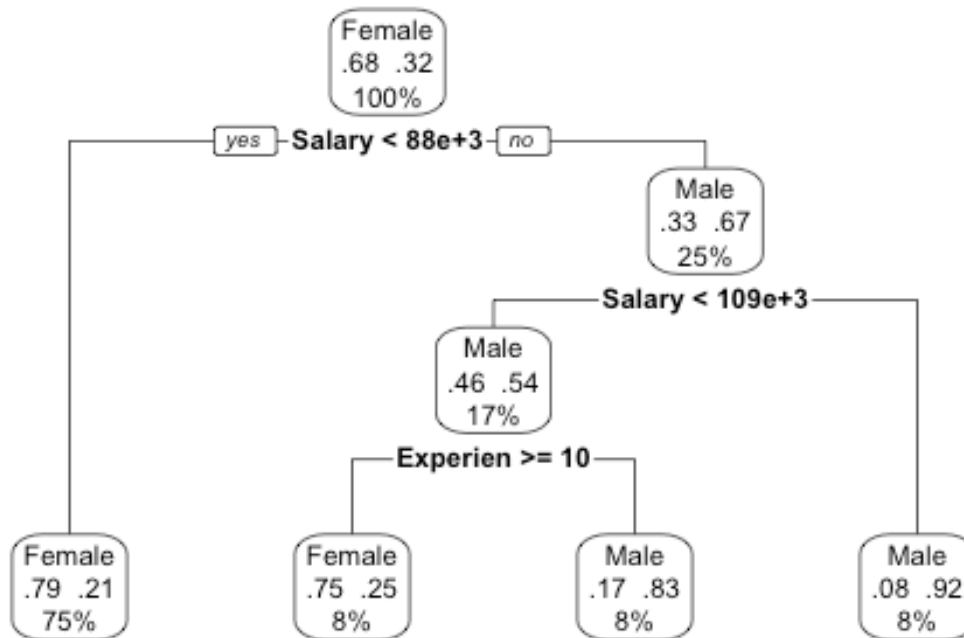 Female
.68 .32
100%
yes Salary < 88e+3 no
Male
.33 .67
25%
Salary < 109e+3
Male
.46 .54
17%
Experien >= 10
Female
.79 .21
75%
Female
.75 .25
8%
Male
.17 .83
8%
Male
.08 .92
8%